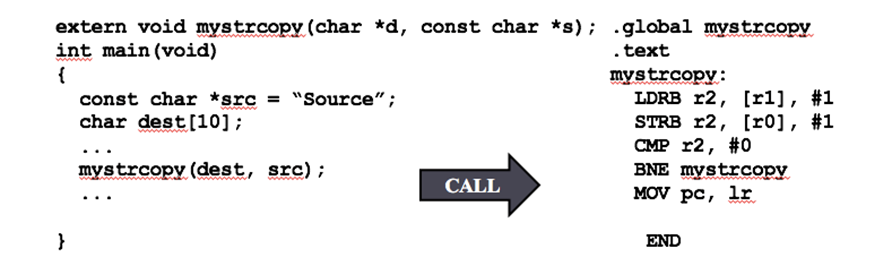 extern void mystrcopy(char *d, const char *s);
int main(void)
{
const char *src = “Source”;
char dest[10];
...
mystrcopy(dest, src);
...
}
CALL
.global mystrcopy
.text
mystrcopy:
LDRB r2, [r1], #1
STRB r2, [r0], #1
CMP r2, #0
BNE mystrcopy
MOV pc, lr
END